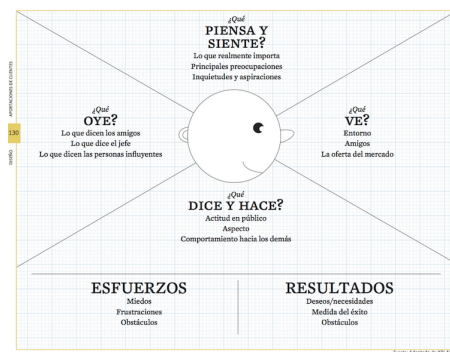 ¿Qué
PIENSA Y
SIENTE?
Lo que realmente importa
Principales preocupaciones
Inquietudes y aspiraciones
APORTACIONES DE CLIENTES
130
DISEÑO
¿Qué
OYE?
Lo que dicen los amigos
Lo que dice el jefe
Lo que dicen las personas influyentes
¿Qué
VE?
Entorno
Amigos
La oferta del mercado
¿Qué
DICE Y HACE?
Actitud en público
Aspecto
Comportamiento hacia los demás
ESFUERZOS
Miedos
Frustraciones
Obstáculos
RESULTADOS
Deseos/necesidades
Medida del éxito
Obstáculos